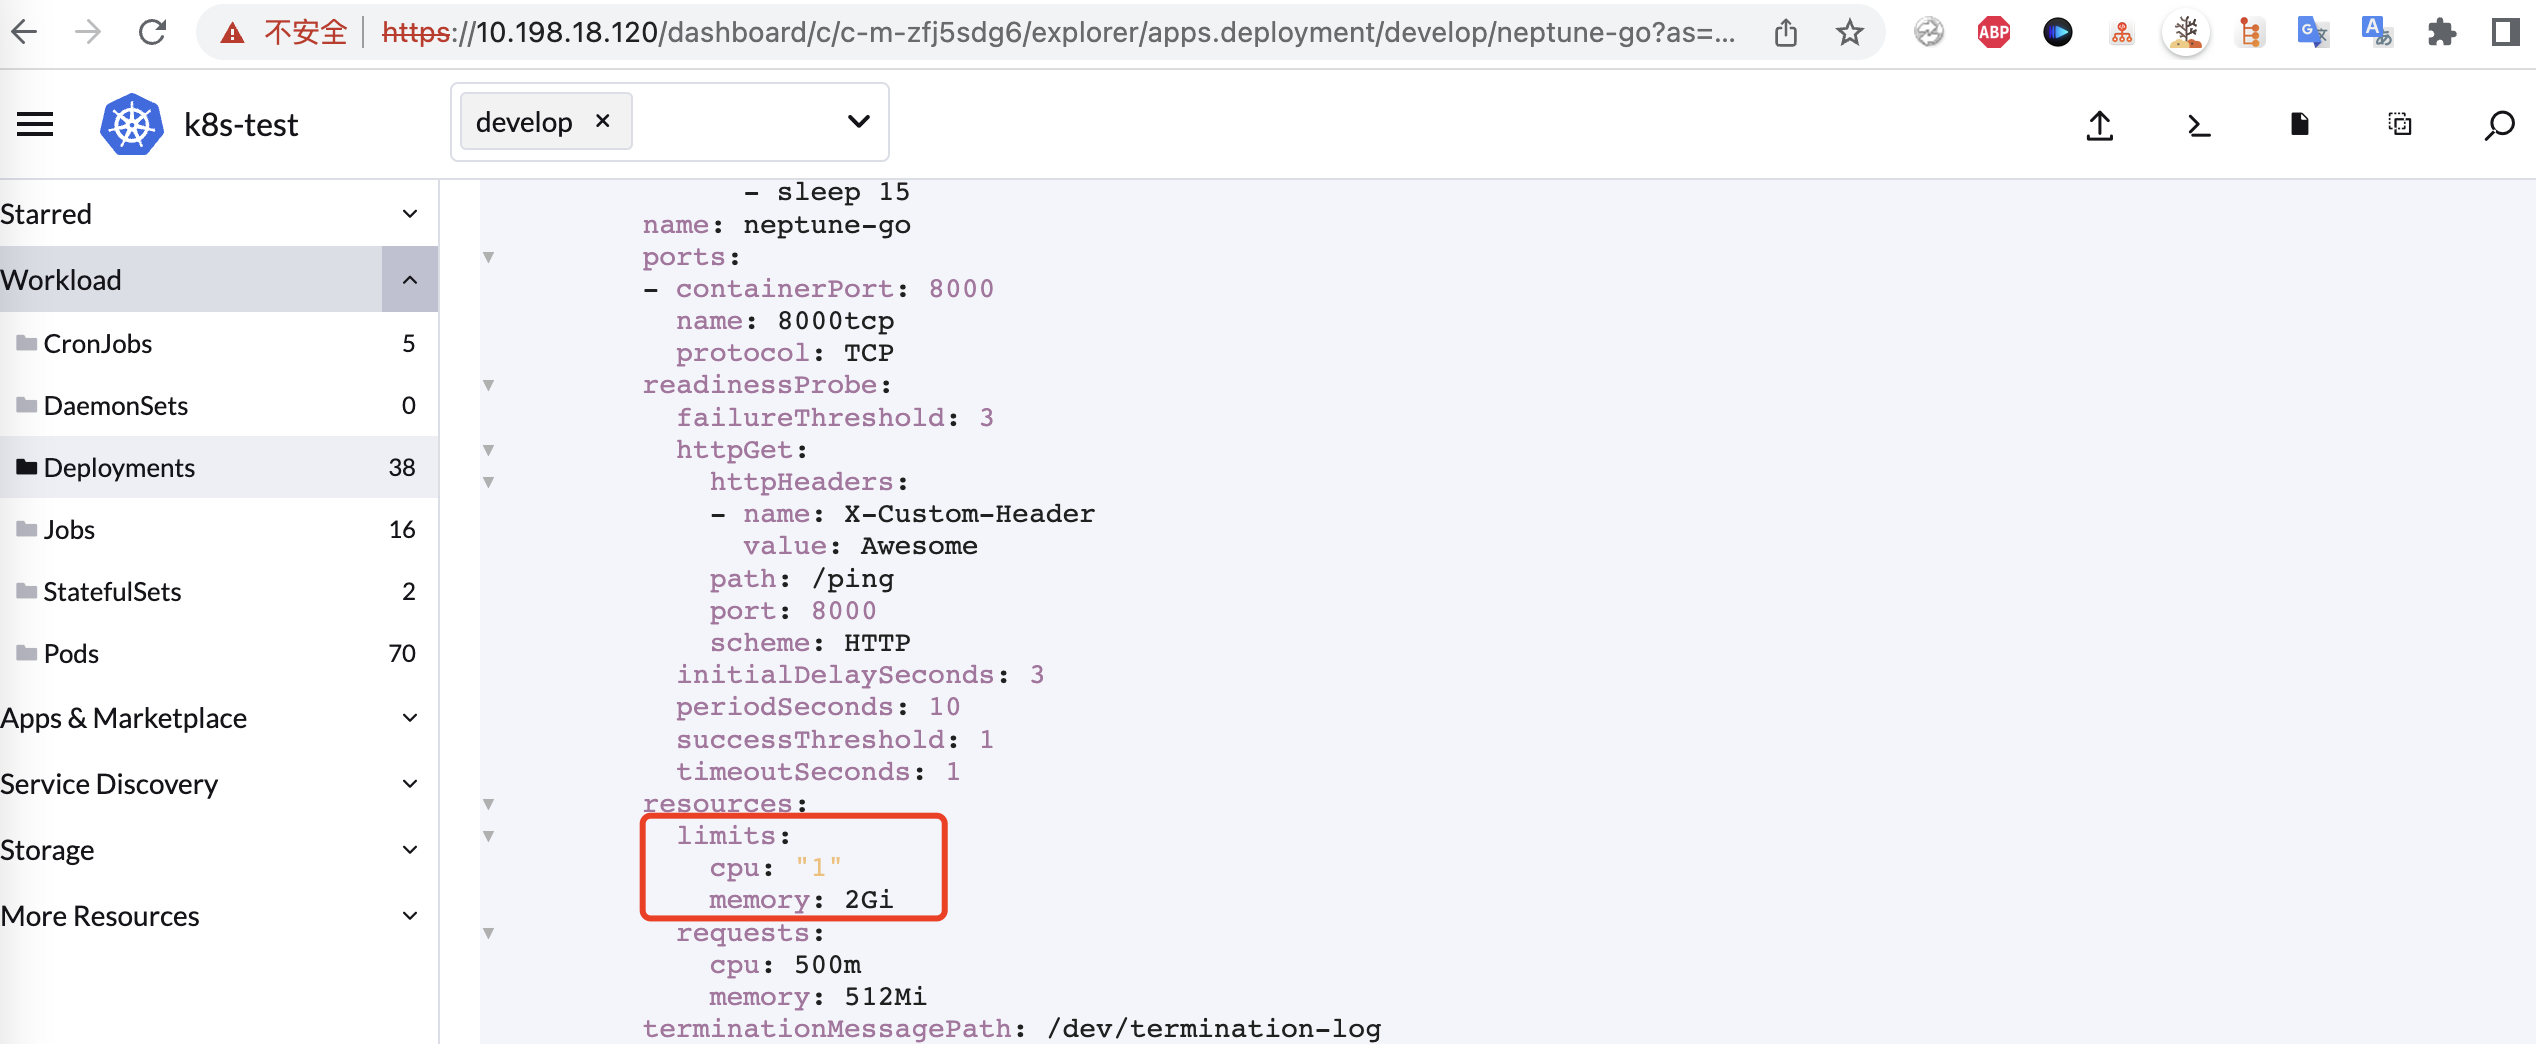 不安全 https://10.198.18.120/dashboard/c/c-m-zfj5sdg6/explorer/apps.deployment/develop/neptune-go?as=...
ABP
k8s-test
develop ×
Starred
Workload
CronJobs 5
DaemonSets 0
Deployments 38
Jobs 16
StatefulSets 2
Pods 70
Apps & Marketplace
Service Discovery
Storage
More Resources
- sleep 15
name: neptune-go
ports:
- containerPort: 8000
name: 8000tcp
protocol: TCP
readinessProbe:
failureThreshold: 3
httpGet:
httpHeaders:
- name: X-Custom-Header
value: Awesome
path: /ping
port: 8000
scheme: HTTP
initialDelaySeconds: 3
periodSeconds: 10
successThreshold: 1
timeoutSeconds: 1
resources:
limits:
cpu: "1"
memory: 2Gi
requests:
cpu: 500m
memory: 512Mi
terminationMessagePath: /dev/termination-log